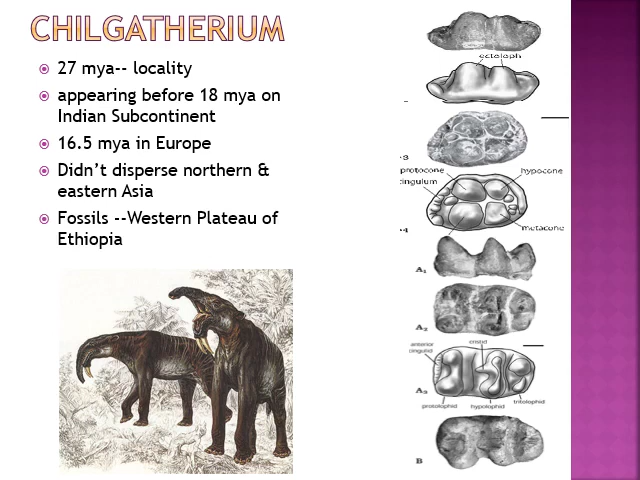 CHILGATHERIUM
27 mya-- locality
appearing before 18 mya on
Indian Subcontinent
16.5 mya in Europe
Didn't disperse northern &
eastern Asia
Fossils --Western Plateau of
Ethiopia
ectoloph
3
protocone
hypocone
cingulum
4
metacone
A1
A2
cristid
anterior
cingulid
A3
protolophid
hypolophid
tritolophid
B